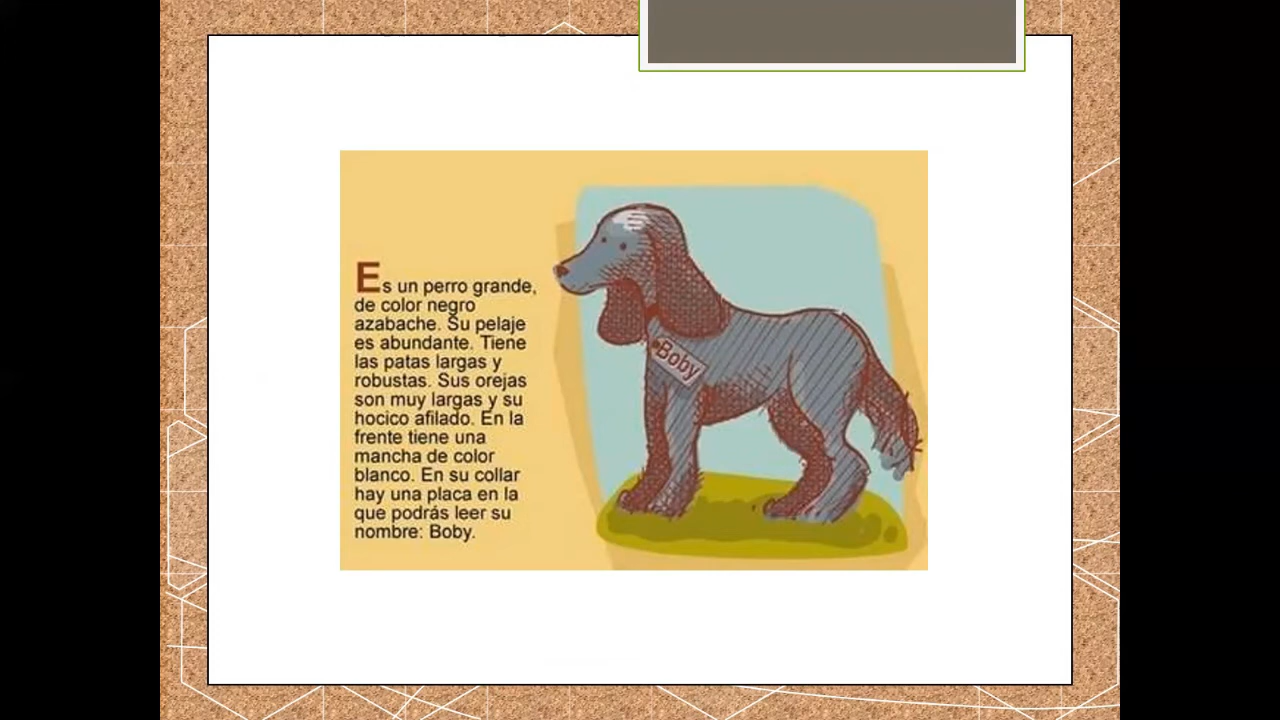 Es un perro grande,
de color negro
azabache. Su pelaje
es abundante. Tiene
las patas largas y
robustas. Sus orejas
son muy largas y su
hocico afilado. En la
frente tiene una
mancha de color
blanco. En su collar
hay una placa en la
que podrás leer su
nombre: Boby.
Boby